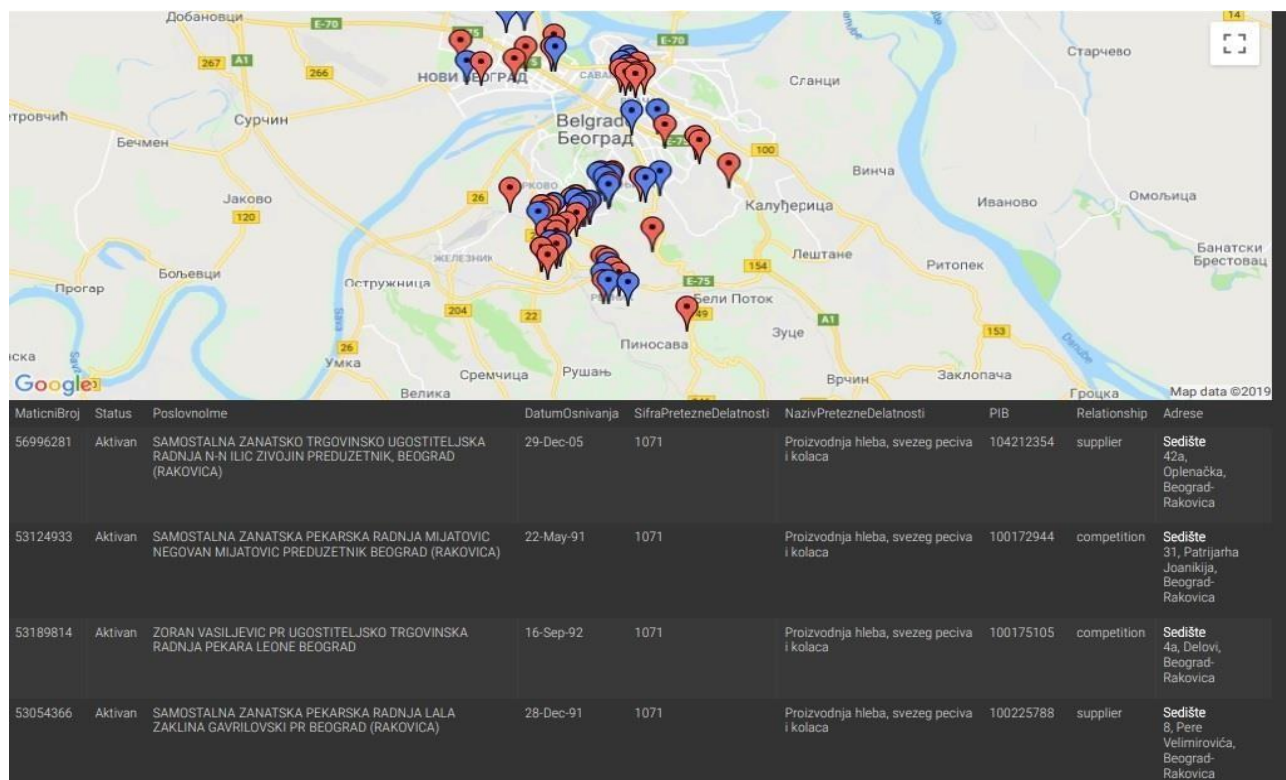 Добановци
E-70
14
75
E-70
267
A1
266
НОВИ БЕОГРАД
Старчево
Сланци
Сурчин
Бечмен
Belgrade
Београд
100
Винча
26
Јаково
120
Калуђерица
Иваново
Омољица
ЖЕЛЕЗНИК
Лештане
Банатски
Брестовац
Бољевци
Прогар
Остружница
154
Ритопек
E-75
Бели Поток
204
22
49
A1
Sava
Зуце
153
Пиносава
26
Умка
Danube
Сремчица
Рушањ
Врчин
Заклопача
Google
Велика
Гроцка
Map data ©2019
MaticniBroj Status PoslovnoIme DatumOsnivanja SifraPretezneDelatnosti NazivPretezneDelatnosti PIB Relationship Adrese
56996281 Aktivan SAMOSTALNA ZANATSKO TRGOVINSKO UGOSTITELJSKA 29-Dec-05 1071 Proizvodnja hleba, svezeg peciva 104212354 supplier Sedište
RADNJA N-N ILIC ZIVOJIN PREDUZETNIK, BEOGRAD i kolaca 42a,
(RAKOVICA) Oplenačka,
Beograd-
Rakovica
53124933 Aktivan SAMOSTALNA ZANATSKA PEKARSKA RADNJA MIJATOVIC 22-May-91 1071 Proizvodnja hleba, svezeg peciva 100172944 competition Sedište
NEGOVAN MIJATOVIC PREDUZETNIK BEOGRAD (RAKOVICA) i kolaca 31, Patrijarha
Joanikija,
Beograd-
Rakovica
53189814 Aktivan ZORAN VASILJEVIC PR UGOSTITELJSKO TRGOVINSKA 16-Sep-92 1071 Proizvodnja hleba, svezeg peciva 100175105 competition Sedište
RADNJA PEKARA LEONE BEOGRAD i kolaca 4a, Delovi,
Beograd-
Rakovica
53054366 Aktivan SAMOSTALNA ZANATSKA PEKARSKA RADNJA LALA 28-Dec-91 1071 Proizvodnja hleba, svezeg peciva 100225788 supplier Sedište
ZAKLINA GAVRILOVSKI PR BEOGRAD (RAKOVICA) i kolaca 8, Pere
Velimirovića,
Beograd-
Rakovica